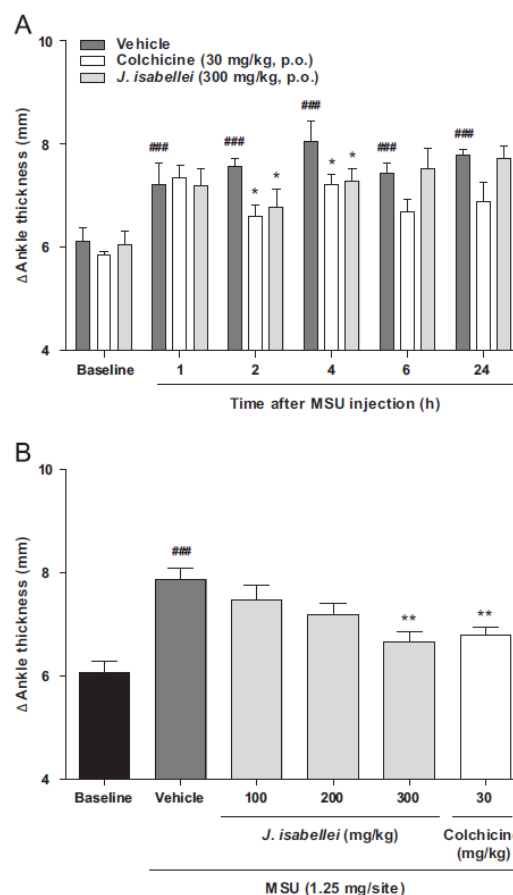 A
10
Vehicle
Colchicine (30 mg/kg, p.o.)
J. isabellei (300 mg/kg, p.o.)
###
###
###
###
###
8
* *
* *
6
4
Δ Ankle thickness (mm)
Baseline 1 2 4 6 24
Time after MSU injection (h)
B
10
###
8
**
**
6
4
Δ Ankle thickness (mm)
Baseline Vehicle 100 200 300 30
J. isabellei (mg/kg) Colchicine
(mg/kg)
MSU (1.25 mg/site)